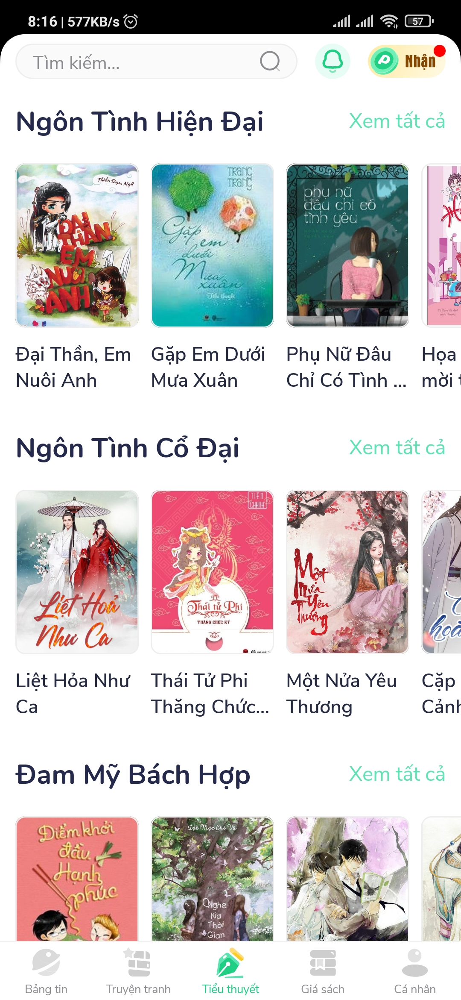 8:16 | 577KB/s
57
Tìm kiếm...
Nhận
Ngôn Tình Hiện Đại
Xem tất cả
Thiển Đạm Ngữ
ĐẠI
THẦN,
EM
NUÔI
ANH
TRANG
TRANG
Gặp
em
dưới
Mưa
xuân
Tiểu thuyết
phụ nữ
đâu chỉ có
tình yêu
Đại Thần, Em
Nuôi Anh
Gặp Em Dưới
Mưa Xuân
Phụ Nữ Đâu
Chỉ Có Tình ...
Họa
mời t
Ngôn Tình Cổ Đại
Xem tất cả
Liệt Hoả
Như Ca
TIEN
CHANH
Thái tử Phi
THĂNG CHỨC KÝ
Một
nửa
Yêu
Thương
hoà
Liệt Hỏa Như
Ca
Thái Tử Phi
Thăng Chức...
Một Nửa Yêu
Thương
Cặp
Cảnh
Đam Mỹ Bách Hợp
Xem tất cả
Điểm khởi
đầu
Hạnh
phúc
Lạc Mạc Chi Vũ
Nghe
Kìa
Thời
Gian
Bảng tin
Truyện tranh
Tiểu thuyết
Giá sách
Cá nhân